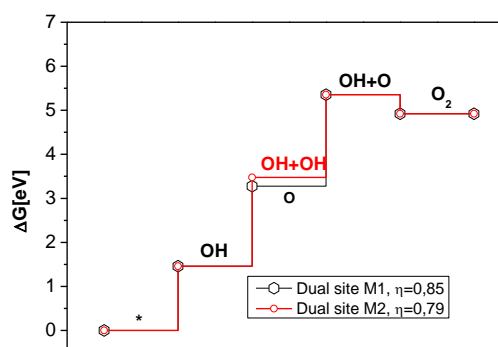 7
6
5
4
3
2
1
0
ΔG[eV]
*
OH
OH+OH
O
OH+O
O₂
Dual site M1, η=0,85
Dual site M2, η=0,79